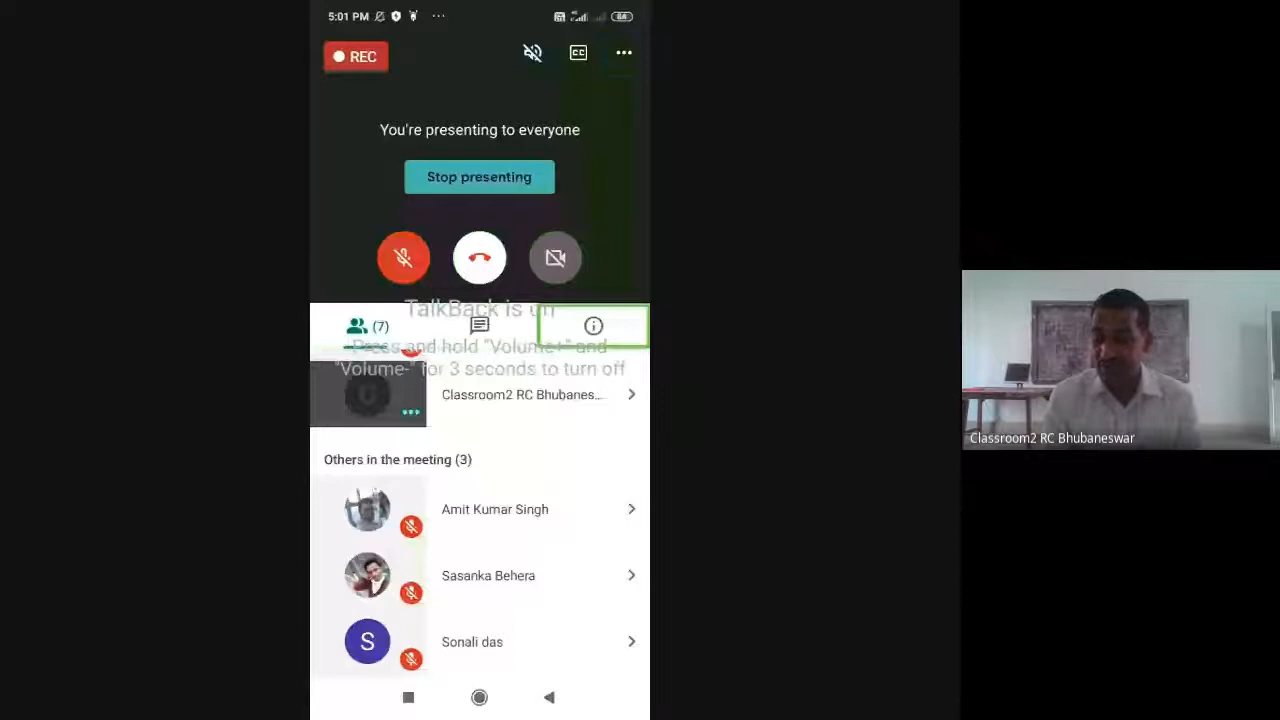 5:01 PM
84
REC
CC
You're presenting to everyone
Stop presenting
TalkBack is on
(7)
Press and hold "Volume+" and
"Volume-" for 3 seconds to turn off
Classroom2 RC Bhubanes...
Others in the meeting (3)
Amit Kumar Singh
Sasanka Behera
S
Sonali das
Classroom2 RC Bhubaneswar